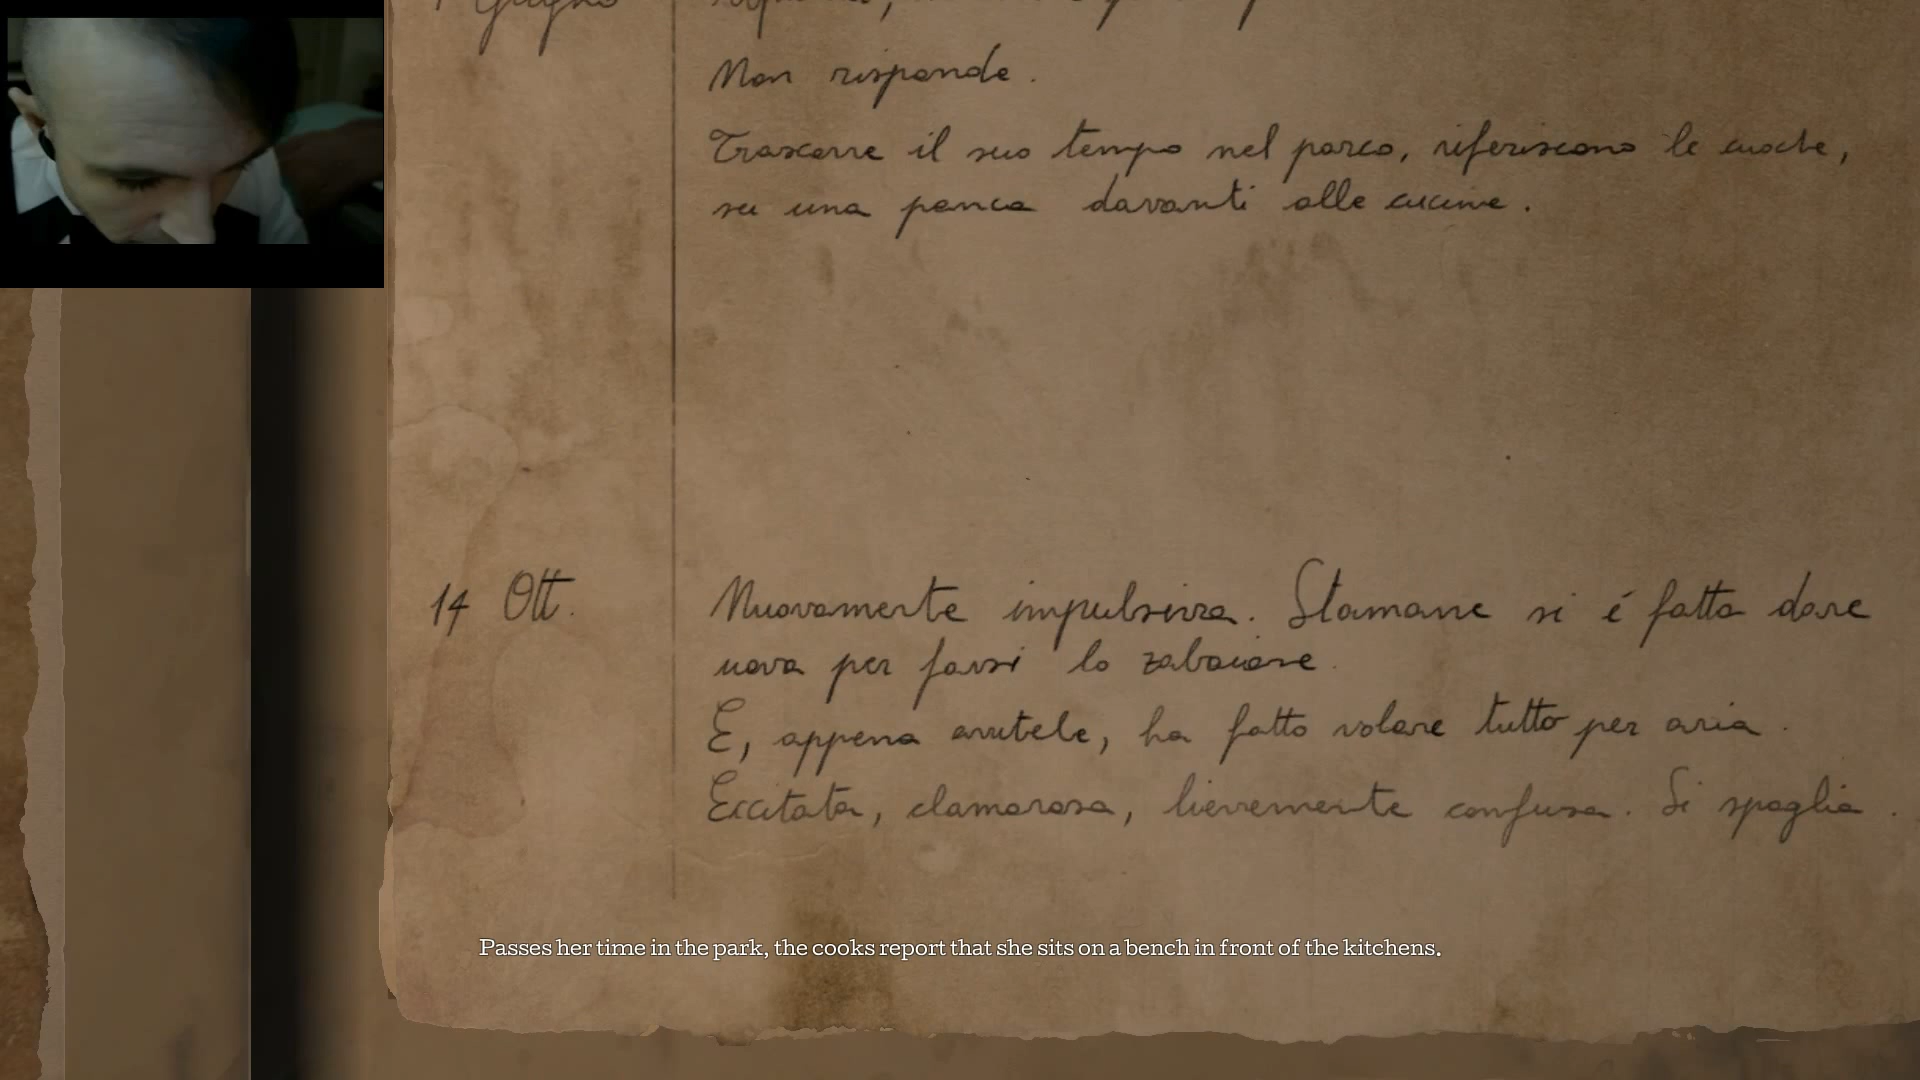 Giugno
Non risponde.
Trascorre il suo tempo nel parco, riferiscono le cuoche,
su una panca davanti alle cucine.
14 Ott.
Nuovamente impulsiva. Stamane si é fatta dare
uova per farsi lo zabaione.
E, appena avutele, ha fatto volare tutto per aria.
Eccitata, clamorosa, lievemente confusa. Si spoglia.
Passes her time in the park, the cooks report that she sits on a bench in front of the kitchens.